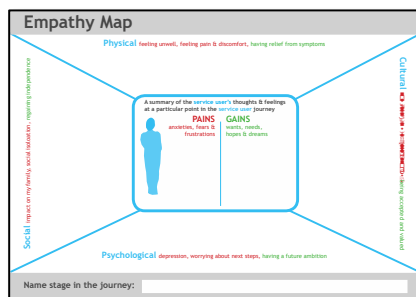 Empathy Map
Physical feeling unwell, feeling pain & discomfort, having relief from symptoms
Social impact on my family, social isolation, regaining independence
A summary of the service user's thoughts & feelings
at a particular point in the service user journey
PAINS
anxieties, fears &
frustrations
GAINS
wants, needs,
hopes & dreams
Cultural
being accepted and valued
Psychological depression, worrying about next steps, having a future ambition
Name stage in the journey: